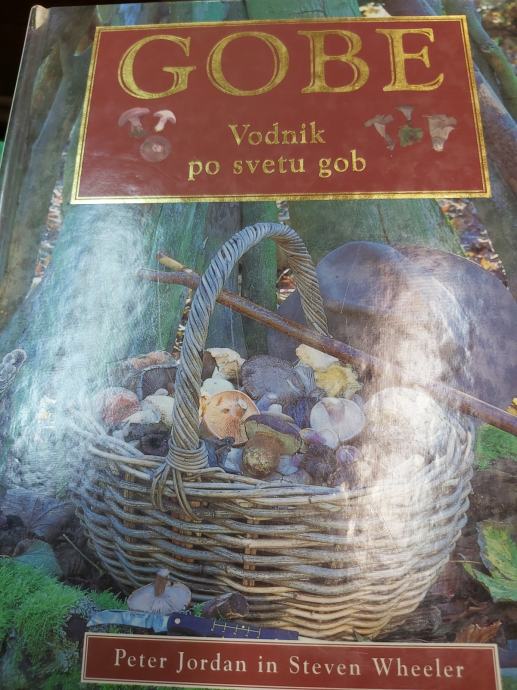 GOBE
Vodnik
po svetu gob
Peter Jordan in Steven Wheeler